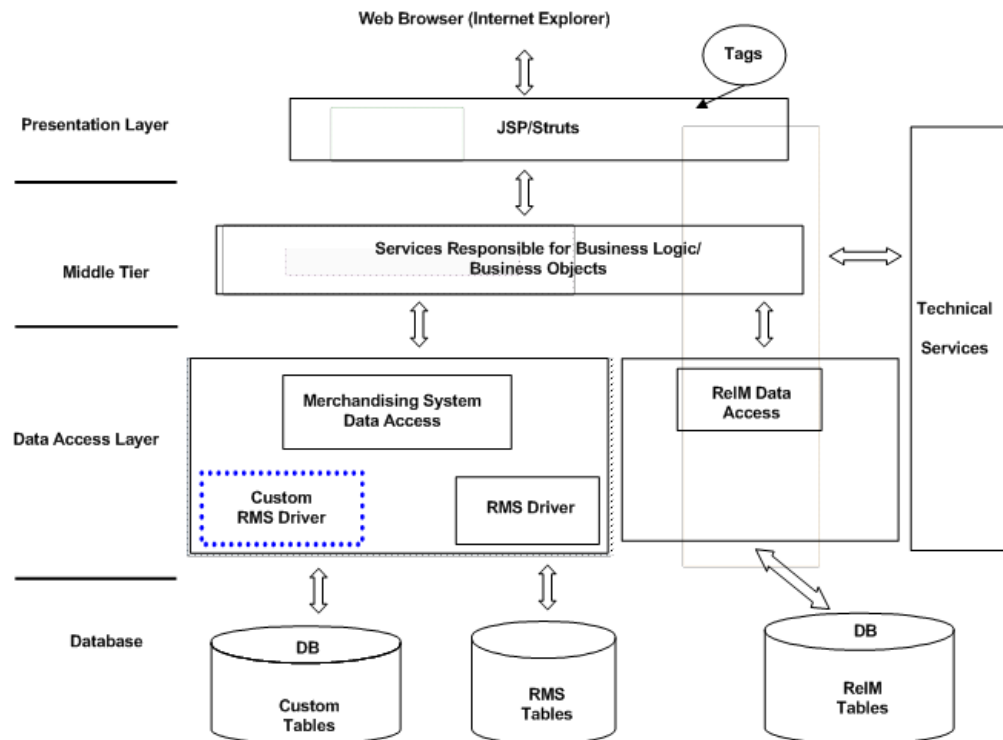 Web Browser (Internet Explorer)
Tags
Presentation Layer
JSP/Struts
Middle Tier
Services Responsible for Business Logic/
Business Objects
Technical
Services
Data Access Layer
Merchandising System
Data Access
ReIM Data
Access
Custom
RMS Driver
RMS Driver
Database
DB
Custom
Tables
RMS
Tables
DB
ReIM
Tables